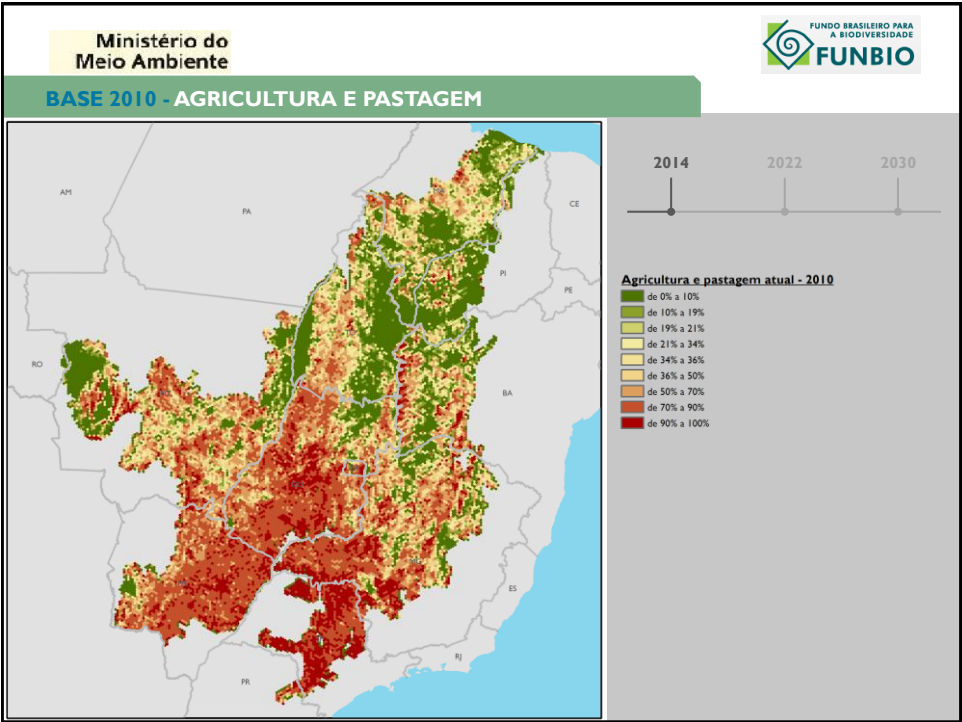 Ministério do
Meio Ambiente
FUNDO BRASILEIRO PARA
A BIODIVERSIDADE
FUNBIO
BASE 2010 - AGRICULTURA E PASTAGEM
2014 2022 2030
Agricultura e pastagem atual - 2010
de 0% a 10%
de 10% a 19%
de 19% a 21%
de 21% a 34%
de 34% a 36%
de 36% a 50%
de 50% a 70%
de 70% a 90%
de 90% a 100%
AM
PA
CE
PI
PE
RO
BA
ES
RJ
PR